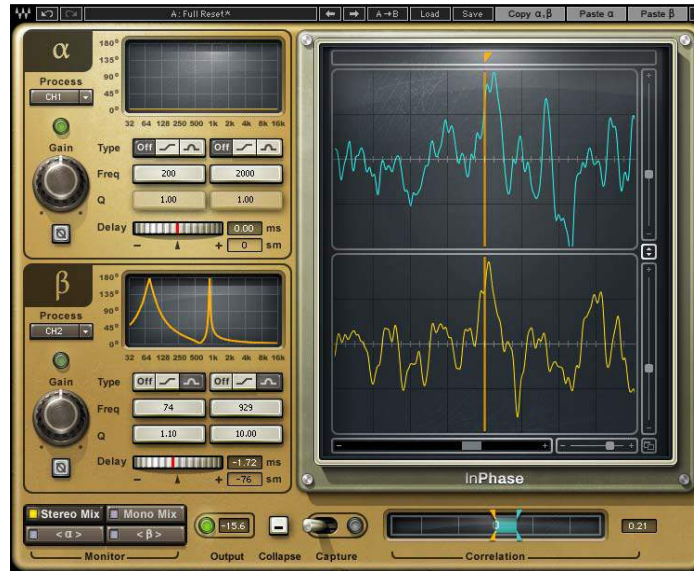 A: Full Reset* A→B Load Save Copy α,β Paste α Paste β
α
Process
CH1
Gain
180°
135°
90°
45°
0°
32 64 128 250 500 1k 2k 4k 8k 16k
Type Off Off
Freq 200 2000
Q 1.00 1.00
Delay 0.00 ms
− + 0 sm
β
Process
CH2
Gain
180°
135°
90°
45°
0°
32 64 128 250 500 1k 2k 4k 8k 16k
Type Off Off
Freq 74 929
Q 1.10 10.00
Delay -1.72 ms
− + -76 sm
InPhase
Stereo Mix Mono Mix
<α> <β>
Monitor
-15.6
Output
Collapse
Capture
0
0.21
Correlation